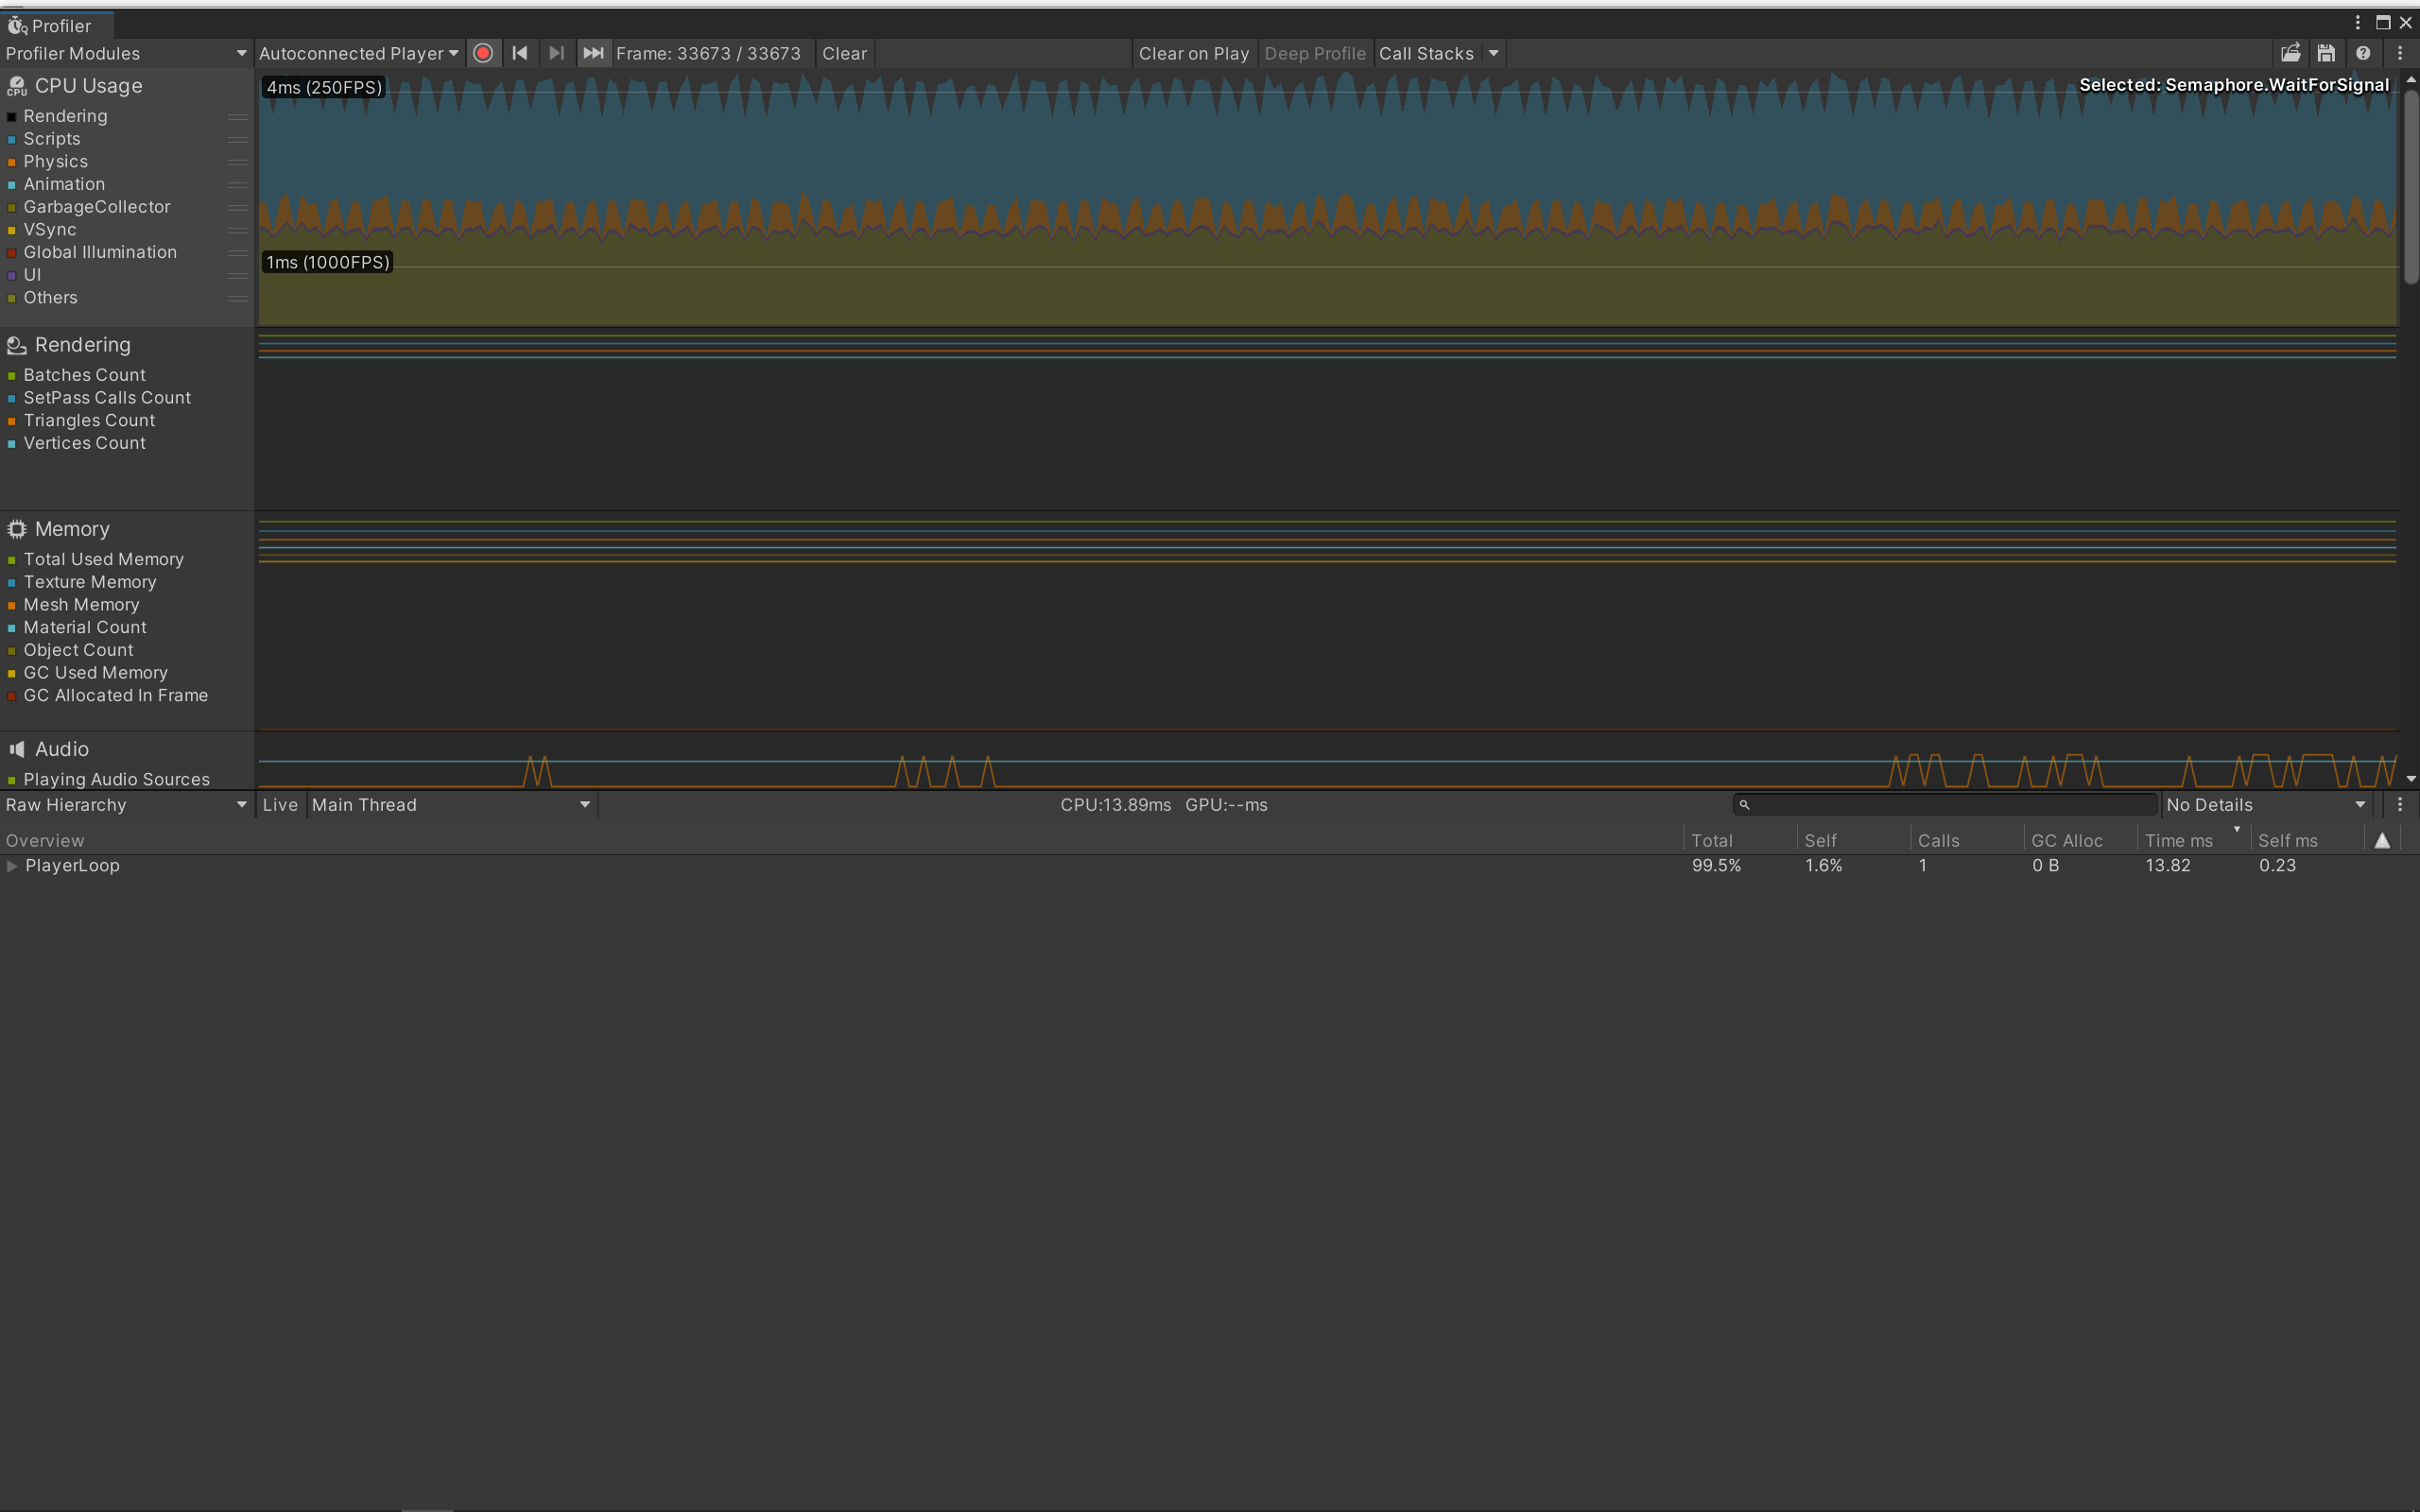 Profiler
Profiler Modules
Autoconnected Player
Frame: 33673 / 33673
Clear
Clear on Play
Deep Profile
Call Stacks
CPU Usage
Rendering
Scripts
Physics
Animation
GarbageCollector
VSync
Global Illumination
UI
Others
4ms (250FPS)
Selected: Semaphore.WaitForSignal
1ms (1000FPS)
Rendering
Batches Count
SetPass Calls Count
Triangles Count
Vertices Count
Memory
Total Used Memory
Texture Memory
Mesh Memory
Material Count
Object Count
GC Used Memory
GC Allocated In Frame
Audio
Playing Audio Sources
Raw Hierarchy
Live
Main Thread
CPU:13.89ms GPU:--ms
No Details
Overview Total Self Calls GC Alloc Time ms Self ms
PlayerLoop 99.5% 1.6% 1 0 B 13.82 0.23